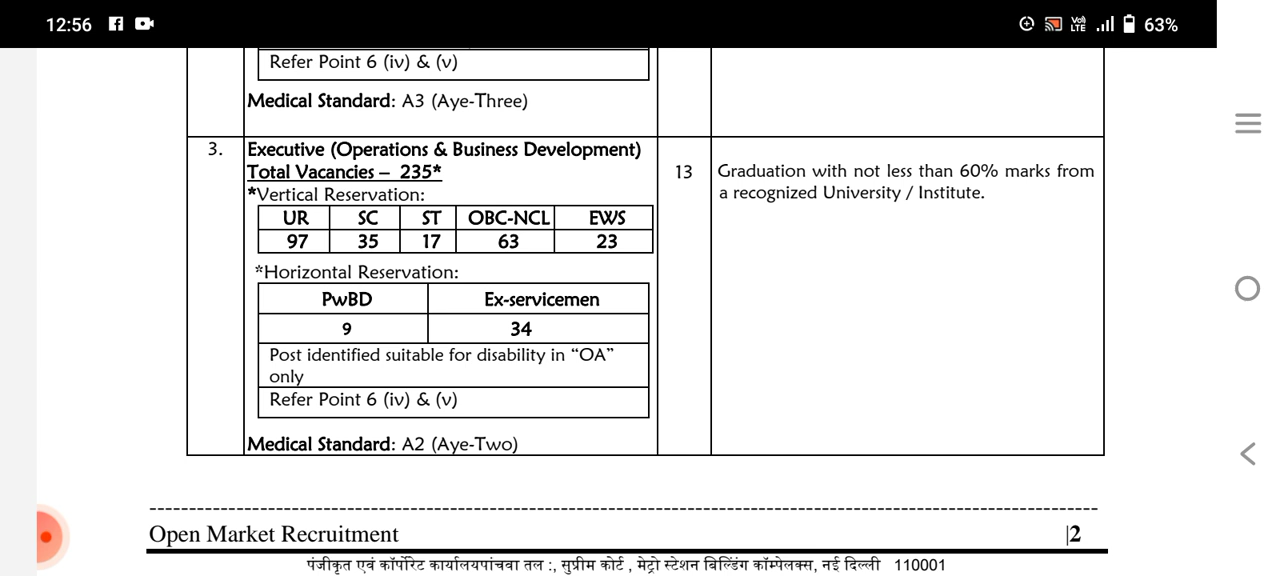 12:56
Vo) LTE 63%
Refer Point 6 (iv) & (v)
Medical Standard: A3 (Aye-Three)
3. Executive (Operations & Business Development)
Total Vacancies – 235*
13 Graduation with not less than 60% marks from
a recognized University / Institute.
*Vertical Reservation:
UR SC ST OBC-NCL EWS
97 35 17 63 23
*Horizontal Reservation:
PwBD Ex-servicemen
9 34
Post identified suitable for disability in “OA”
only
Refer Point 6 (iv) & (v)
Medical Standard: A2 (Aye-Two)
Open Market Recruitment |2
पंजीकृत एवं कॉर्पोरेट कार्यालयपांचवा तल :, सुप्रीम कोर्ट , मेट्रो स्टेशन बिल्डिंग कॉम्पेलक्स, नई दिल्ली 110001